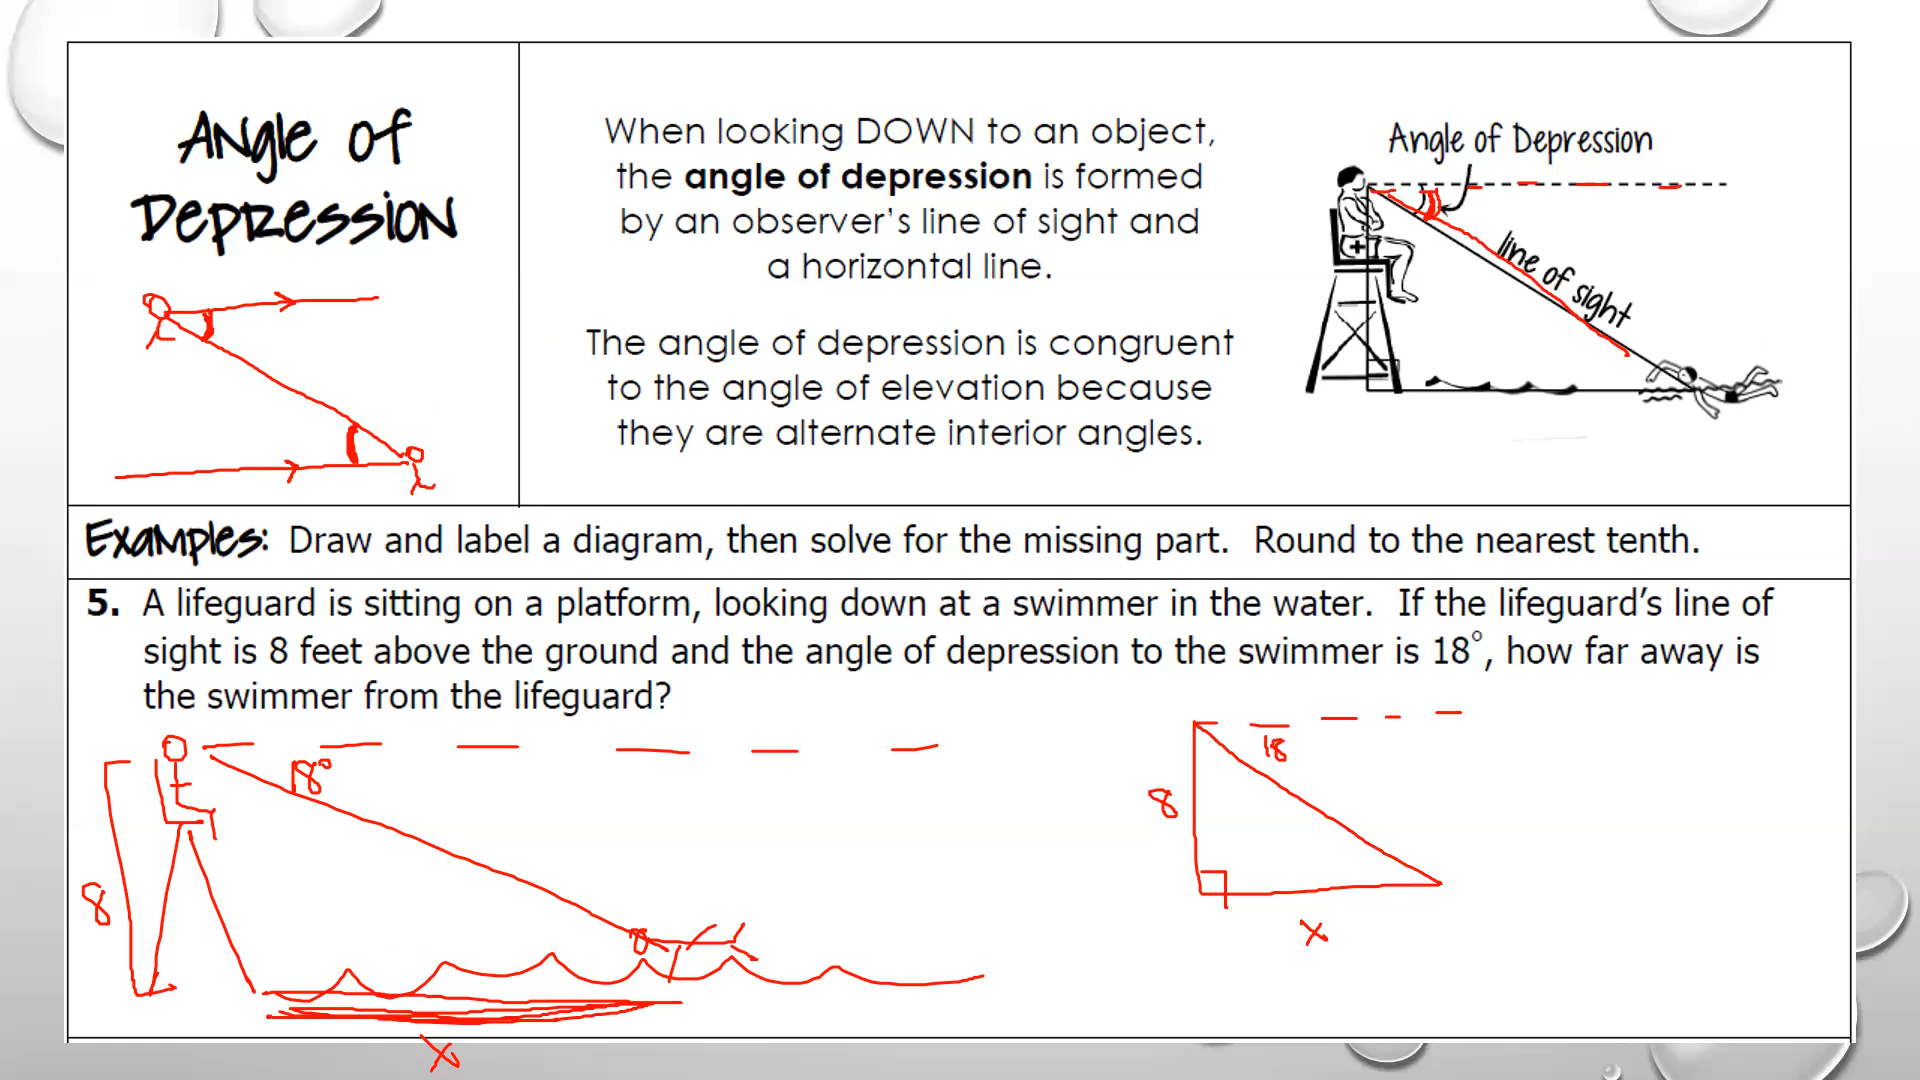 Angle of
Depression
When looking DOWN to an object,
the angle of depression is formed
by an observer's line of sight and
a horizontal line.
The angle of depression is congruent
to the angle of elevation because
they are alternate interior angles.
Angle of Depression
line of sight
Examples: Draw and label a diagram, then solve for the missing part. Round to the nearest tenth.
5. A lifeguard is sitting on a platform, looking down at a swimmer in the water. If the lifeguard's line of
sight is 8 feet above the ground and the angle of depression to the swimmer is 18°, how far away is
the swimmer from the lifeguard?
18°
8
x
18
8
x